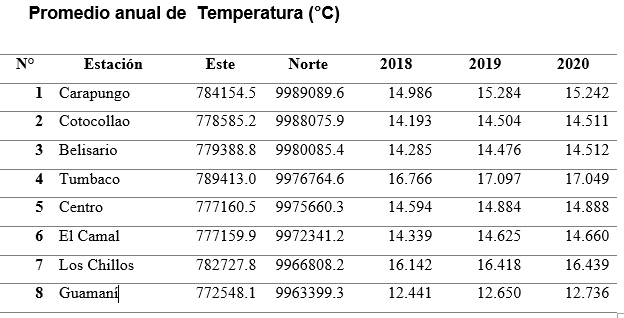 Promedio anual de Temperatura (°C)
N° Estación Este Norte 2018 2019 2020
1 Carapungo 784154.5 9989089.6 14.986 15.284 15.242
2 Cotocollao 778585.2 9988075.9 14.193 14.504 14.511
3 Belisario 779388.8 9980085.4 14.285 14.476 14.512
4 Tumbaco 789413.0 9976764.6 16.766 17.097 17.049
5 Centro 777160.5 9975660.3 14.594 14.884 14.888
6 El Camal 777159.9 9972341.2 14.339 14.625 14.660
7 Los Chillos 782727.8 9966808.2 16.142 16.418 16.439
8 Guamaní 772548.1 9963399.3 12.441 12.650 12.736